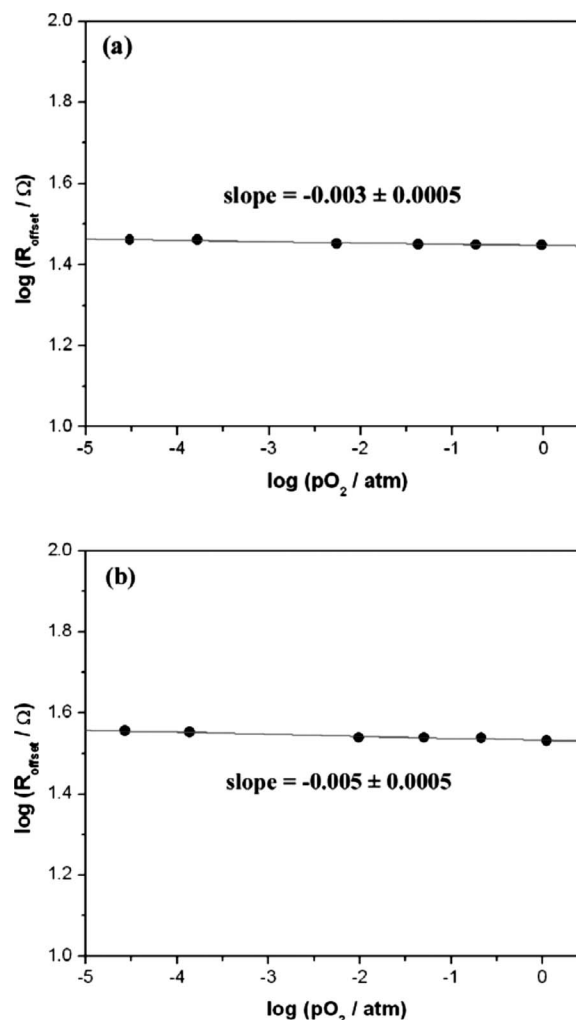 (a)
2.0
1.8
1.6
1.4
1.2
1.0
log (R_offset / Ω)
slope = -0.003 ± 0.0005
-5 -4 -3 -2 -1 0
log (pO₂ / atm)
(b)
2.0
1.8
1.6
1.4
1.2
1.0
log (R_offset / Ω)
slope = -0.005 ± 0.0005
-5 -4 -3 -2 -1 0
log (pO₂ / atm)